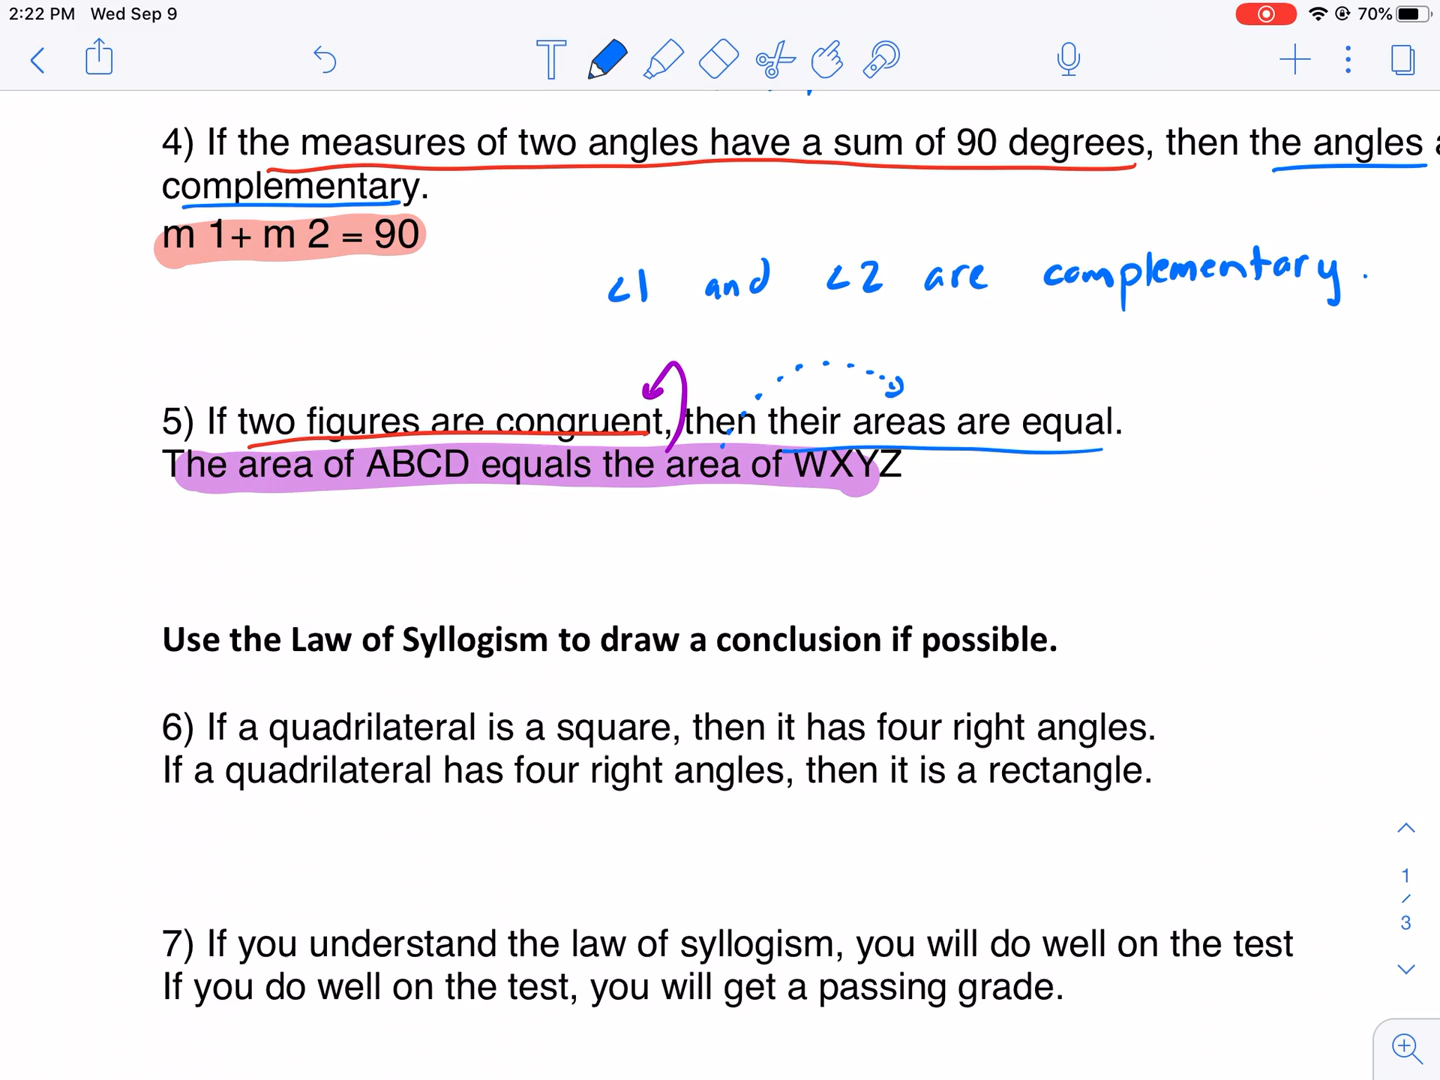 2:22 PM Wed Sep 9
70%
4) If the measures of two angles have a sum of 90 degrees, then the angles a
complementary.
m 1+ m 2 = 90
∠1 and ∠2 are complementary.
5) If two figures are congruent, then their areas are equal.
The area of ABCD equals the area of WXYZ
Use the Law of Syllogism to draw a conclusion if possible.
6) If a quadrilateral is a square, then it has four right angles.
If a quadrilateral has four right angles, then it is a rectangle.
7) If you understand the law of syllogism, you will do well on the test
If you do well on the test, you will get a passing grade.
1
/
3